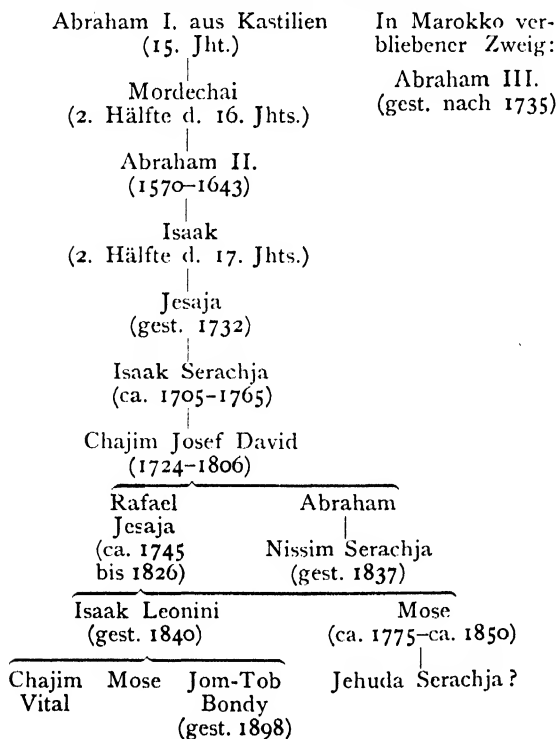 Abraham I. aus Kastilien
(15. Jht.)
In Marokko ver-
bliebener Zweig:
Abraham III.
(gest. nach 1735)
Mordechai
(2. Hälfte d. 16. Jhts.)
Abraham II.
(1570–1643)
Isaak
(2. Hälfte d. 17. Jhts.)
Jesaja
(gest. 1732)
Isaak Serachja
(ca. 1705–1765)
Chajim Josef David
(1724–1806)
Rafael
Jesaja
(ca. 1745
bis 1826)
Abraham
Nissim Serachja
(gest. 1837)
Isaak Leonini
(gest. 1840)
Mose
(ca. 1775–ca. 1850)
Chajim
Vital
Mose
Jom-Tob
Bondy
(gest. 1898)
Jehuda Serachja?